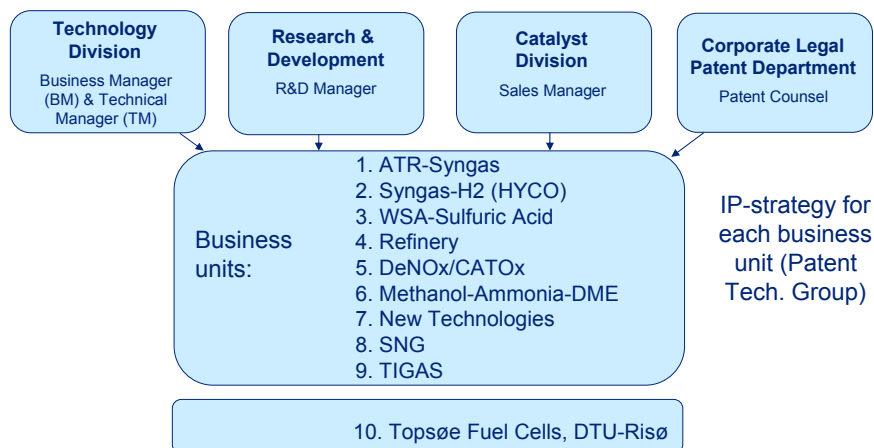 Technology
Division
Business Manager
(BM) & Technical
Manager (TM)
Research &
Development
R&D Manager
Catalyst
Division
Sales Manager
Corporate Legal
Patent Department
Patent Counsel
Business
units:
1. ATR-Syngas
2. Syngas-H2 (HYCO)
3. WSA-Sulfuric Acid
4. Refinery
5. DeNOx/CATOx
6. Methanol-Ammonia-DME
7. New Technologies
8. SNG
9. TIGAS
IP-strategy for
each business
unit (Patent
Tech. Group)
10. Topsøe Fuel Cells, DTU-Risø